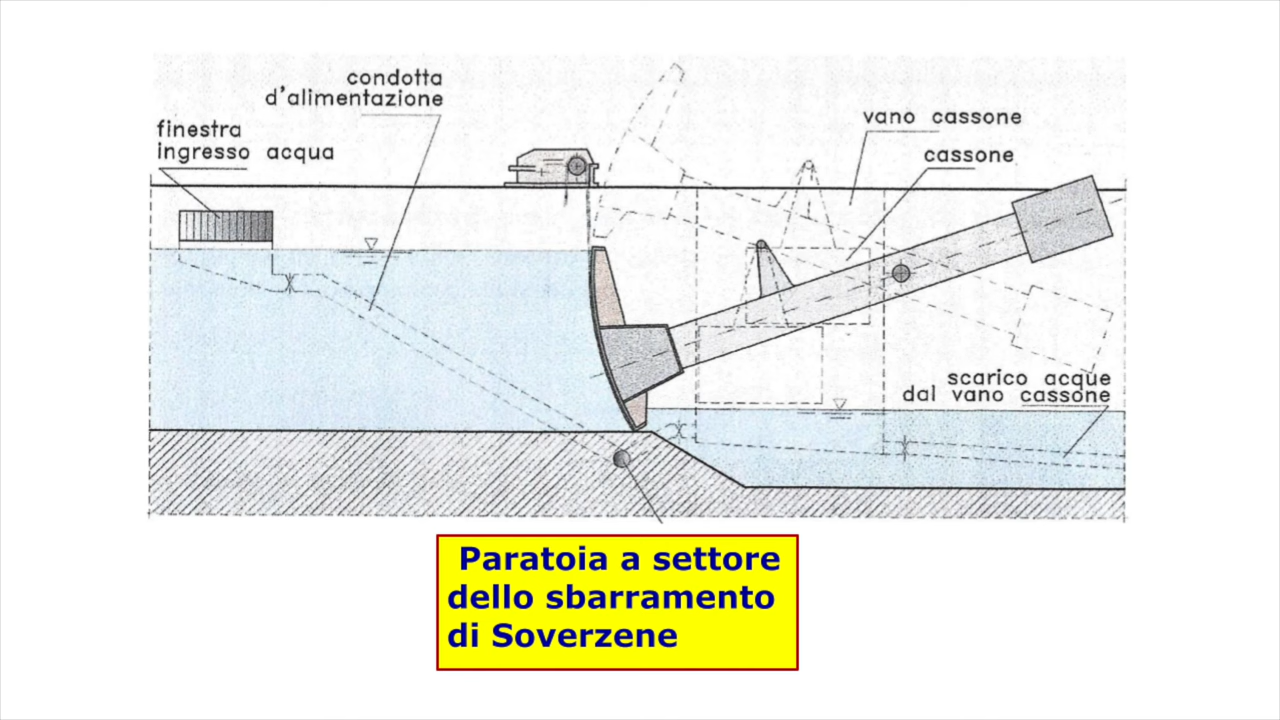 condotta
d'alimentazione
finestra
ingresso acqua
vano cassone
cassone
scarico acque
dal vano cassone
Paratoia a settore
dello sbarramento
di Soverzene